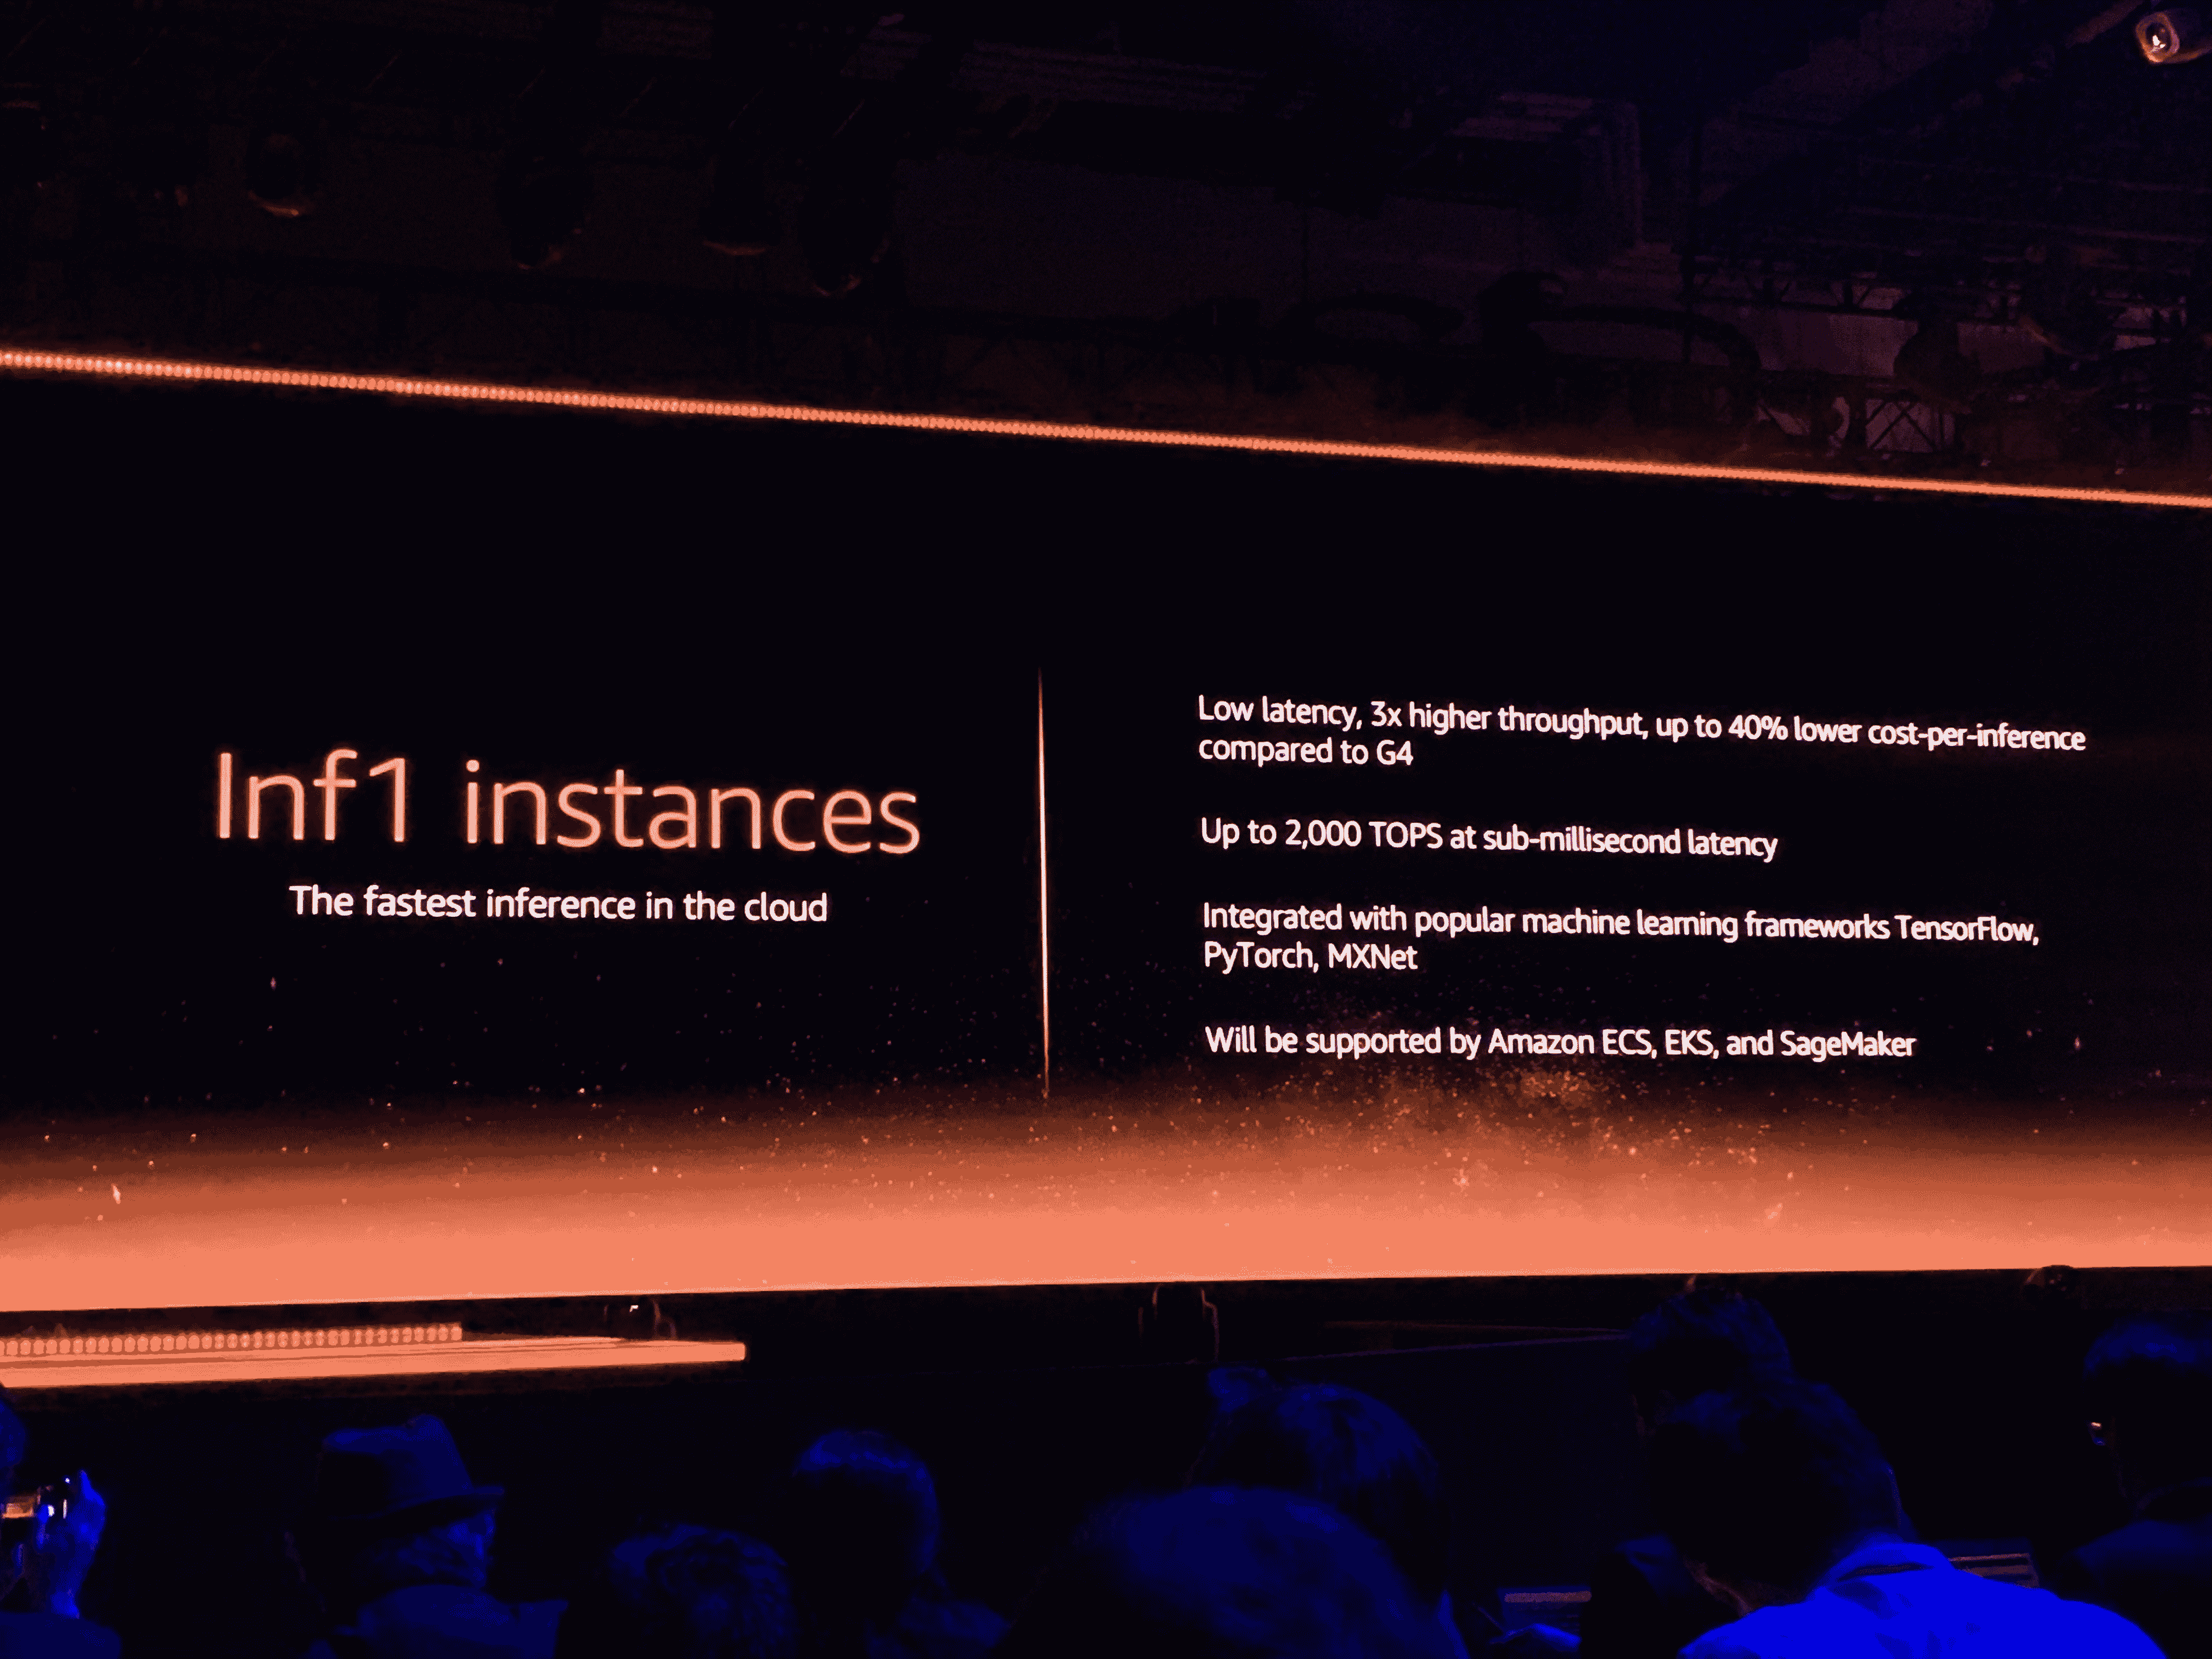 Inf1 instances
The fastest inference in the cloud
Low latency, 3x higher throughput, up to 40% lower cost-per-inference
compared to G4
Up to 2,000 TOPS at sub-millisecond latency
Integrated with popular machine learning frameworks TensorFlow,
PyTorch, MXNet
Will be supported by Amazon ECS, EKS, and SageMaker